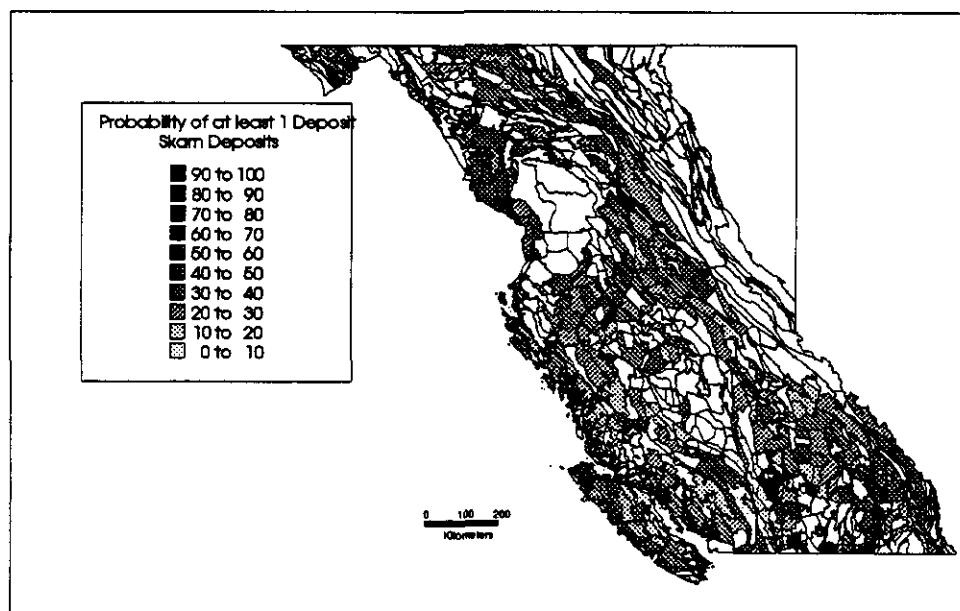 Probability of at least 1 Deposit
Skarn Deposits
90 to 100
80 to 90
70 to 80
60 to 70
50 to 60
40 to 50
30 to 40
20 to 30
10 to 20
0 to 10
0 100 200
Kilometers